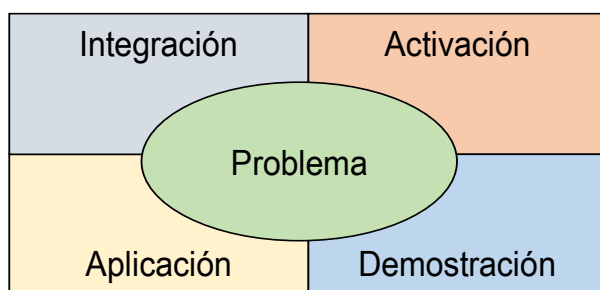 Integración
Activación
Problema
Aplicación
Demostración